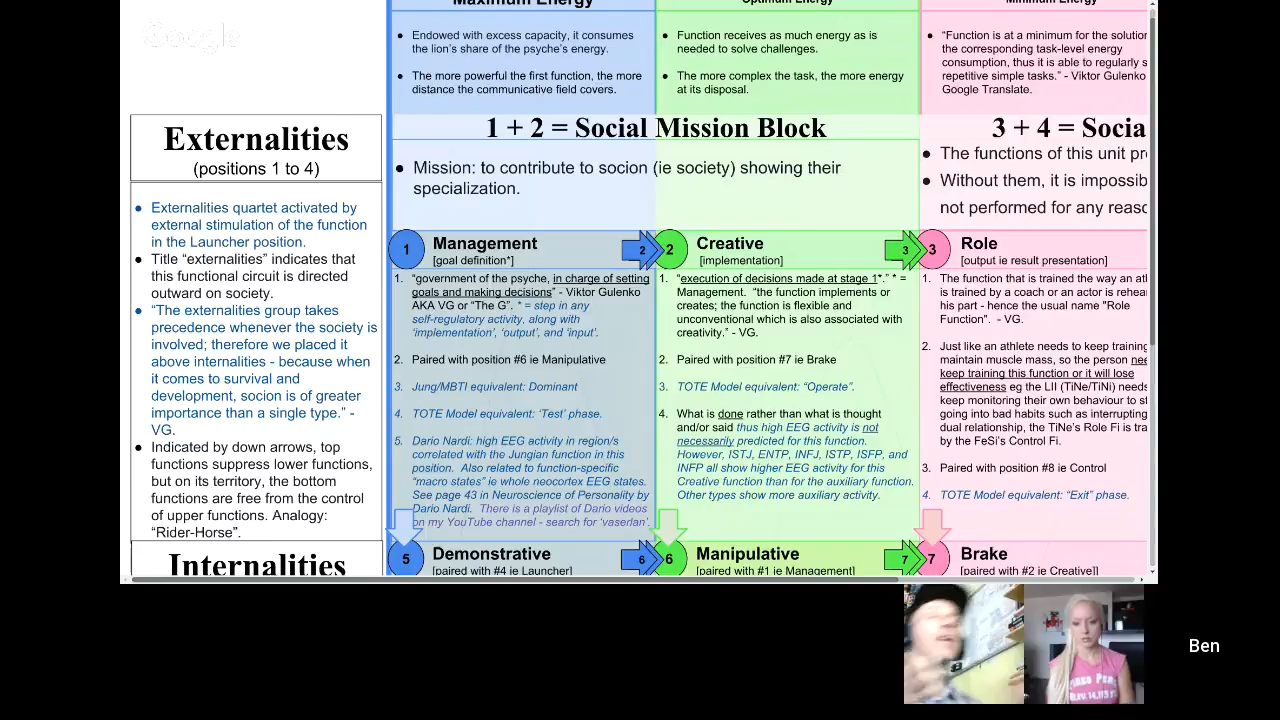 Google
Maximum Energy
Optimum Energy
Minimum Energy
● Endowed with excess capacity, it consumes
the lion's share of the psyche's energy.
● The more powerful the first function, the more
distance the communicative field covers.
● Function receives as much energy as is
needed to solve challenges.
● The more complex the task, the more energy
at its disposal.
● "Function is at a minimum for the solution
the corresponding task-level energy
consumption, thus it is able to regularly s
repetitive simple tasks." - Viktor Gulenko
Google Translate.
Externalities
(positions 1 to 4)
1 + 2 = Social Mission Block
● Mission: to contribute to socion (ie society) showing their
specialization.
3 + 4 = Socia
● The functions of this unit pr
● Without them, it is impossib
not performed for any reaso
● Externalities quartet activated by
external stimulation of the function
in the Launcher position.
● Title "externalities" indicates that
this functional circuit is directed
outward on society.
● "The externalities group takes
precedence whenever the society is
involved; therefore we placed it
above internalities - because when
it comes to survival and
development, socion is of greater
importance than a single type." -
VG.
● Indicated by down arrows, top
functions suppress lower functions,
but on its territory, the bottom
functions are free from the control
of upper functions. Analogy:
"Rider-Horse".
1 Management 2
[goal definition*]
1. "government of the psyche, in charge of setting
goals and making decisions" - Viktor Gulenko
AKA VG or "The G". * = step in any
self-regulatory activity, along with
'implementation', 'output', and 'input'.
2. Paired with position #6 ie Manipulative
3. Jung/MBTI equivalent: Dominant
4. TOTE Model equivalent: 'Test' phase.
5. Dario Nardi: high EEG activity in region/s
correlated with the Jungian function in this
position. Also related to function-specific
"macro states" ie whole neocortex EEG states.
See page 43 in Neuroscience of Personality by
Dario Nardi. There is a playlist of Dario videos
on my YouTube channel - search for 'vaserlan'.
2 Creative 3
[implementation]
1. "execution of decisions made at stage 1*." * =
Management. "the function implements or
creates; the function is flexible and
unconventional which is also associated with
creativity." - VG.
2. Paired with position #7 ie Brake
3. TOTE Model equivalent: "Operate".
4. What is done rather than what is thought
and/or said thus high EEG activity is not
necessarily predicted for this function.
However, ISTJ, ENTP, INFJ, ISTP, ISFP, and
INFP all show higher EEG activity for this
Creative function than for the auxiliary function.
Other types show more auxiliary activity.
3 Role
[output ie result presentation]
1. The function that is trained the way an ath
is trained by a coach or an actor is rehear
his part - hence the usual name "Role
Function". - VG.
2. Just like an athlete needs to keep training
maintain muscle mass, so the person nee
keep training this function or it will lose
effectiveness eg the LII (TiNe/TiNi) needs
keep monitoring their own behaviour to st
going into bad habits such as interrupting
dual relationship, the TiNe's Role Fi is tra
by the FeSi's Control Fi.
3. Paired with position #8 ie Control
4. TOTE Model equivalent: "Exit" phase.
Internalities
5 Demonstrative 6
[paired with #4 ie Launcher]
6 Manipulative 7
[paired with #1 ie Management]
7 Brake
[paired with #2 ie Creative]]
Ben